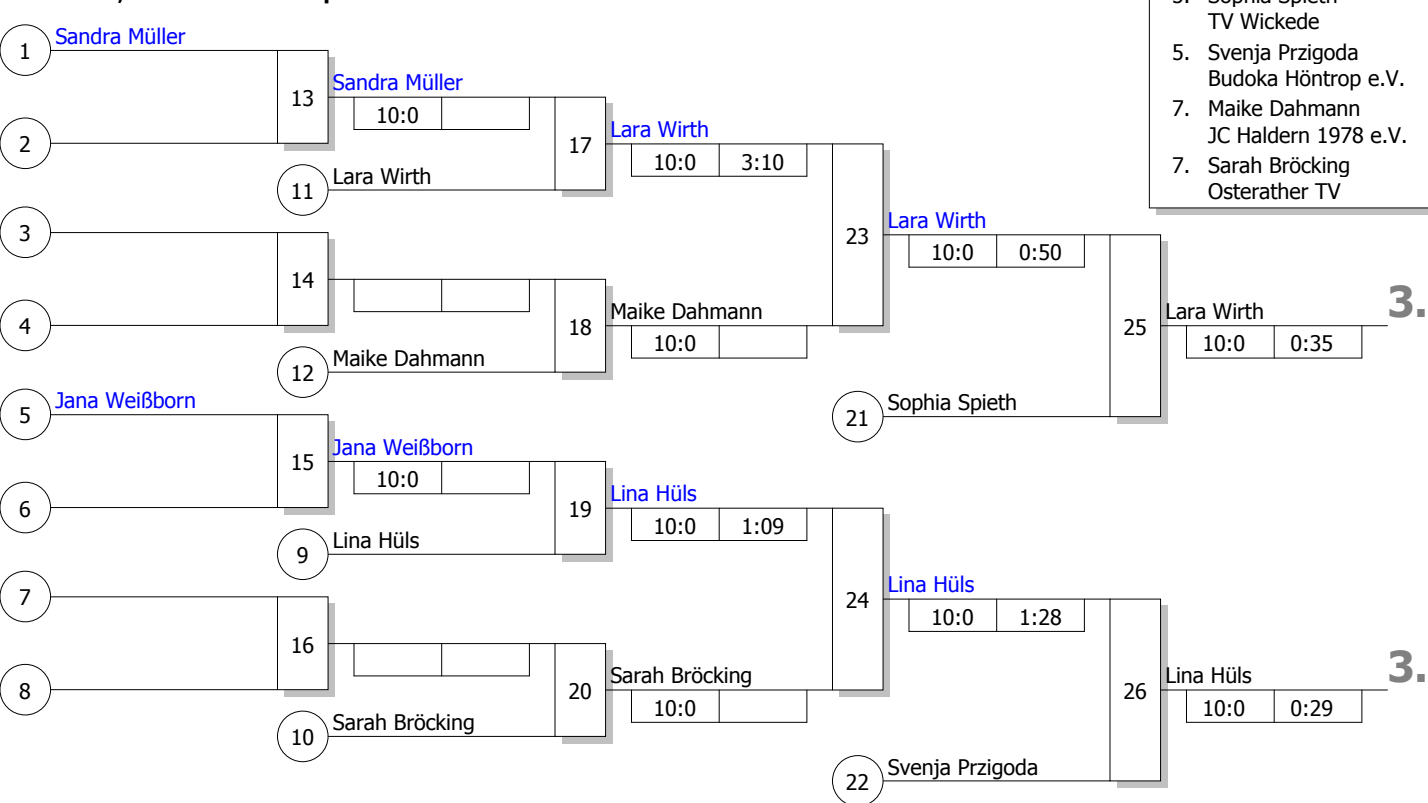 5. Sophia Spieth
TV Wickede
5. Svenja Przigoda
Budoka Höntrop e.V.
7. Maike Dahmann
JC Haldern 1978 e.V.
7. Sarah Bröcking
Osterather TV
1 Sandra Müller
13 Sandra Müller
10:0
2
17 Lara Wirth
10:0 3:10
11 Lara Wirth
3
23 Lara Wirth
10:0 0:50
14
4
18 Maike Dahmann
10:0
12 Maike Dahmann
25 Lara Wirth 3.
10:0 0:35
5 Jana Weißborn
21 Sophia Spieth
15 Jana Weißborn
10:0
6
19 Lina Hüls
10:0 1:09
9 Lina Hüls
7
24 Lina Hüls
10:0 1:28
16
8
20 Sarah Bröcking
10:0
10 Sarah Bröcking
26 Lina Hüls 3.
10:0 0:29
22 Svenja Przigoda